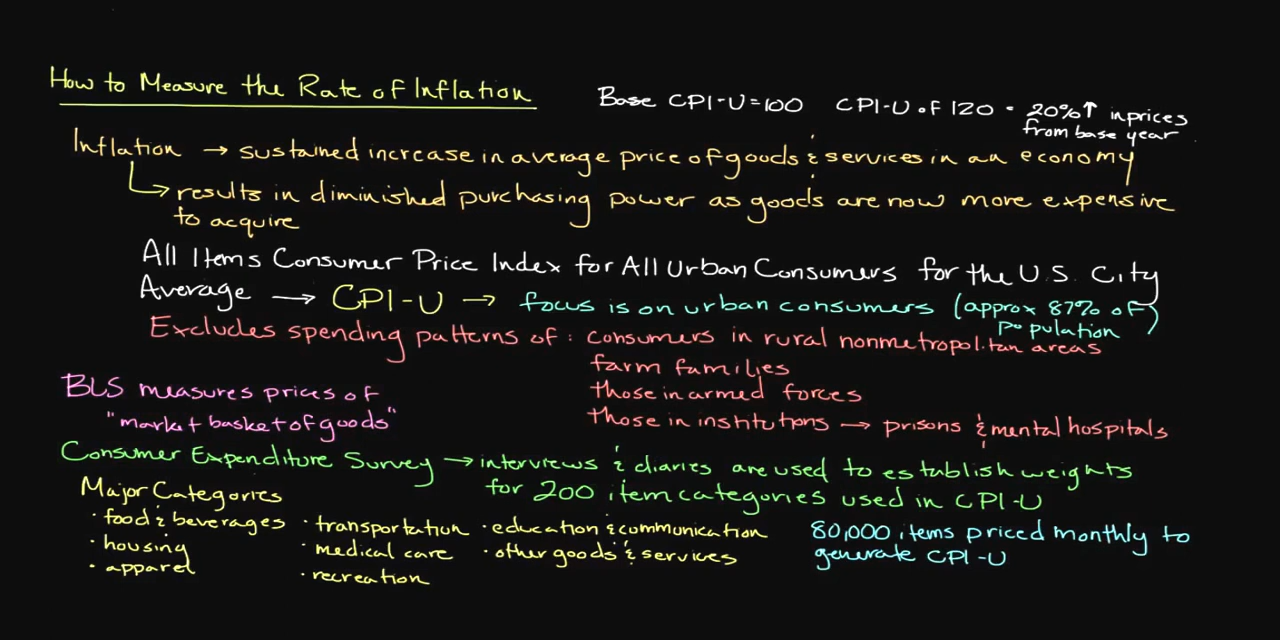 How to Measure the Rate of Inflation
Base CPI-U=100 CPI-U of 120 = 20%↑ in prices
from base year
Inflation → sustained increase in average price of goods & services in an economy
↳ results in diminished purchasing power as goods are now more expensive
to acquire
All Items Consumer Price Index for All Urban Consumers for the U.S. City
Average → CPI-U → focus is on urban consumers (approx 87% of
population)
Excludes spending patterns of: consumers in rural nonmetropolitan areas
farm families
those in armed forces
those in institutions → prisons & mental hospitals
BLS measures prices of
"market basket of goods"
Consumer Expenditure Survey → interviews & diaries are used to establish weights
for 200 item categories used in CPI-U
Major Categories
· food & beverages
· housing
· apparel
· transportation
· medical care
· recreation
· education & communication
· other goods & services
80,000 items priced monthly to
generate CPI-U